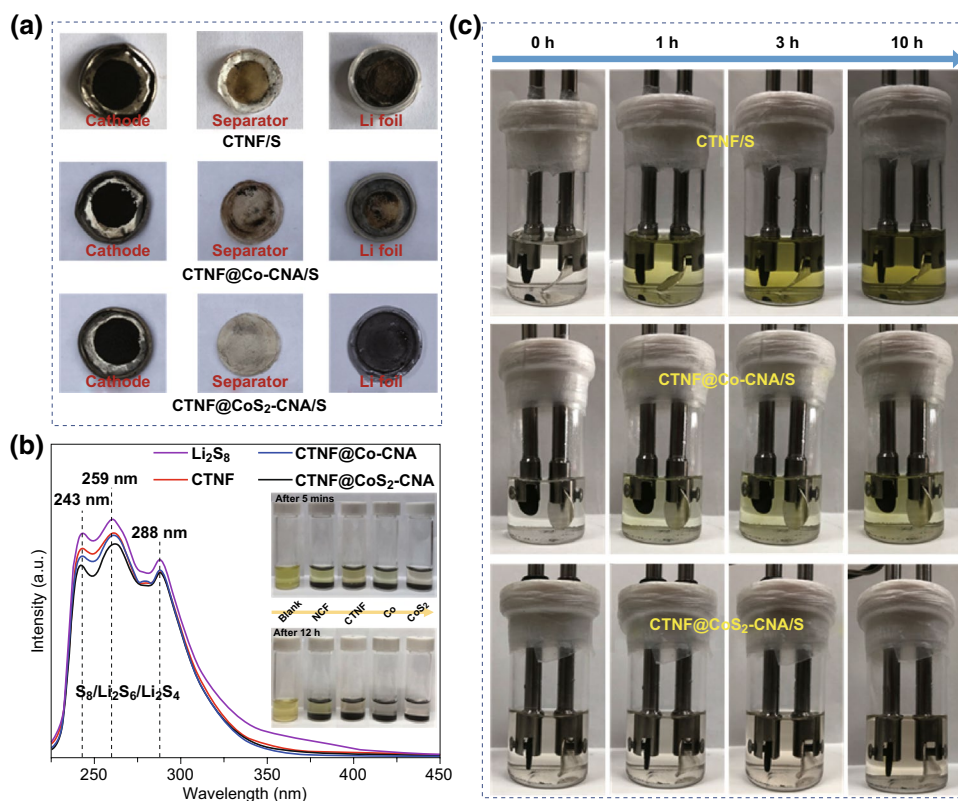 (a)
Cathode Separator Li foil
CTNF/S
Cathode Separator Li foil
CTNF@Co-CNA/S
Cathode Separator Li foil
CTNF@CoS₂-CNA/S
(b)
Li₂S₈ CTNF@Co-CNA
CTNF CTNF@CoS₂-CNA
243 nm 259 nm 288 nm
S₈/Li₂S₆/Li₂S₄
After 5 mins
Blank NCF CTNF Co CoS₂
After 12 h
Intensity (a.u.)
250 300 350 400 450
Wavelength (nm)
(c)
0 h 1 h 3 h 10 h
CTNF/S
CTNF@Co-CNA/S
CTNF@CoS₂-CNA/S